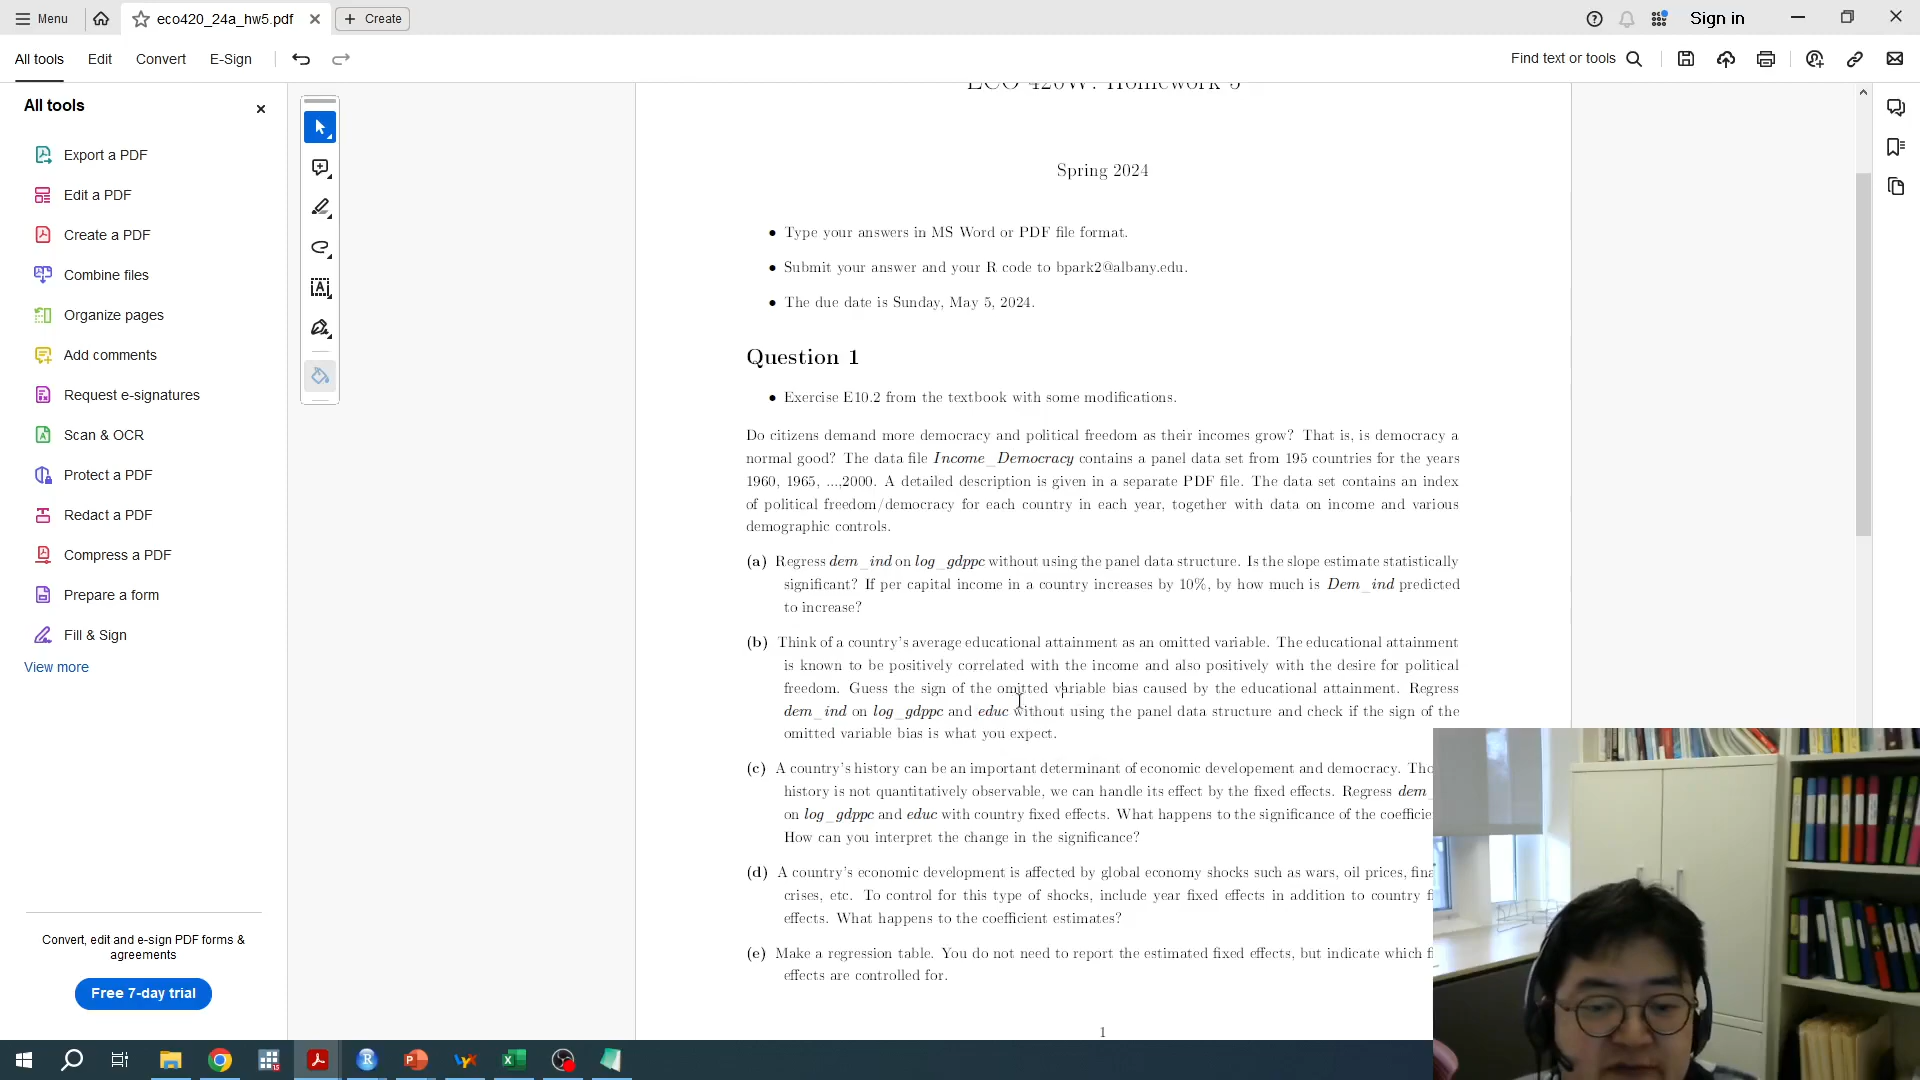 Menu
eco420_24a_hw5.pdf
Create
Sign in
All tools
Edit
Convert
E-Sign
Find text or tools
All tools
Export a PDF
Edit a PDF
Create a PDF
Combine files
Organize pages
Add comments
Request e-signatures
Scan & OCR
Protect a PDF
Redact a PDF
Compress a PDF
Prepare a form
Fill & Sign
View more
Convert, edit and e-sign PDF forms &
agreements
Free 7-day trial
ECO 420W: Homework 5
Spring 2024
• Type your answers in MS Word or PDF file format.
• Submit your answer and your R code to bpark2@albany.edu.
• The due date is Sunday, May 5, 2024.
Question 1
• Exercise E10.2 from the textbook with some modifications.
Do citizens demand more democracy and political freedom as their incomes grow? That is, is democracy a
normal good? The data file Income_Democracy contains a panel data set from 195 countries for the years
1960, 1965, ...,2000. A detailed description is given in a separate PDF file. The data set contains an index
of political freedom/democracy for each country in each year, together with data on income and various
demographic controls.
(a) Regress dem_ind on log_gdppc without using the panel data structure. Is the slope estimate statistically
significant? If per capital income in a country increases by 10%, by how much is Dem_ind predicted
to increase?
(b) Think of a country's average educational attainment as an omitted variable. The educational attainment
is known to be positively correlated with the income and also positively with the desire for political
freedom. Guess the sign of the omitted variable bias caused by the educational attainment. Regress
dem_ind on log_gdppc and educ without using the panel data structure and check if the sign of the
omitted variable bias is what you expect.
(c) A country's history can be an important determinant of economic developement and democracy. Tho
history is not quantitatively observable, we can handle its effect by the fixed effects. Regress dem_
on log_gdppc and educ with country fixed effects. What happens to the significance of the coefficie
How can you interpret the change in the significance?
(d) A country's economic development is affected by global economy shocks such as wars, oil prices, fina
crises, etc. To control for this type of shocks, include year fixed effects in addition to country f
effects. What happens to the coefficient estimates?
(e) Make a regression table. You do not need to report the estimated fixed effects, but indicate which fi
effects are controlled for.
1